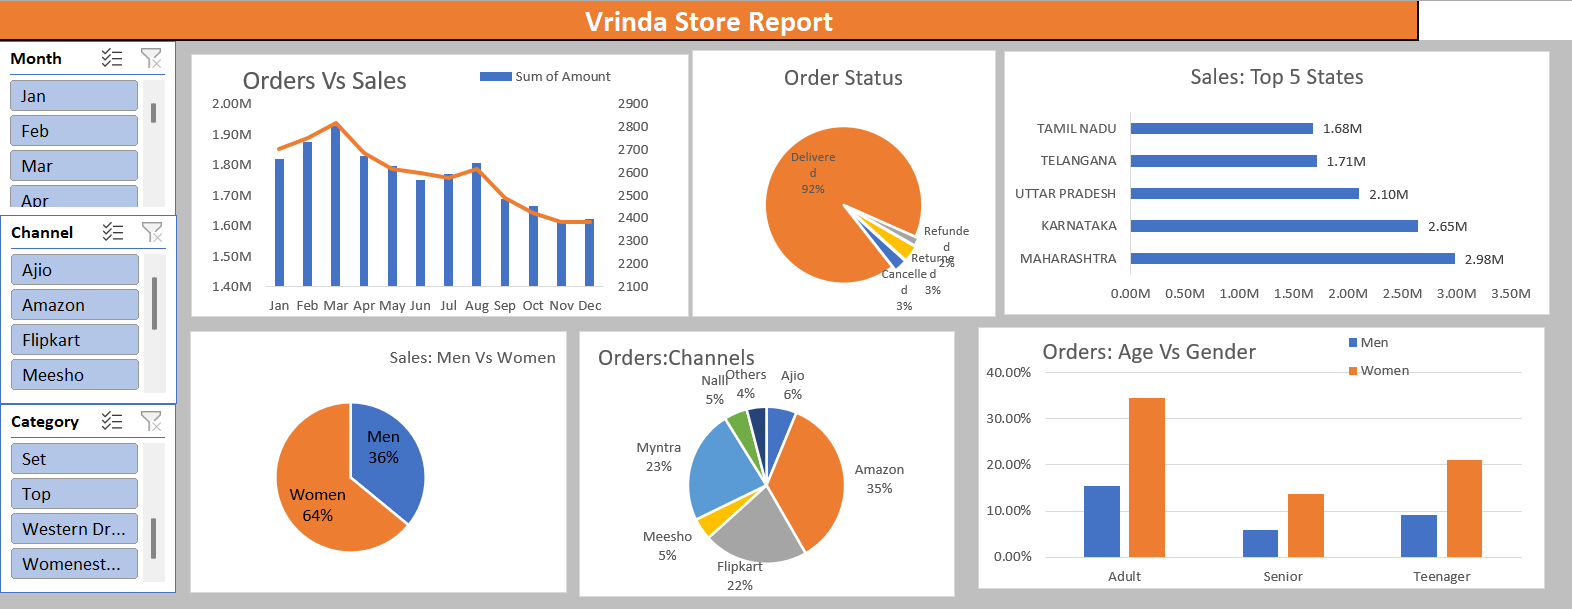 Vrinda Store Report
Month
Jan
Feb
Mar
Apr
Channel
Ajio
Amazon
Flipkart
Meesho
Category
Set
Top
Western Dr...
Womenest...
Orders Vs Sales
Sum of Amount
2.00M
1.90M
1.80M
1.70M
1.60M
1.50M
1.40M
2900
2800
2700
2600
2500
2400
2300
2200
2100
Jan Feb Mar Apr May Jun Jul Aug Sep Oct Nov Dec
Order Status
Delivere
d
92%
Refunde
d
2%
Returne
d
3%
Cancelle
d
3%
Sales: Top 5 States
TAMIL NADU 1.68M
TELANGANA 1.71M
UTTAR PRADESH 2.10M
KARNATAKA 2.65M
MAHARASHTRA 2.98M
0.00M 0.50M 1.00M 1.50M 2.00M 2.50M 3.00M 3.50M
Sales: Men Vs Women
Men
36%
Women
64%
Orders:Channels
Nalli
5%
Others
4%
Ajio
6%
Myntra
23%
Amazon
35%
Meesho
5%
Flipkart
22%
Orders: Age Vs Gender
Men
Women
40.00%
30.00%
20.00%
10.00%
0.00%
Adult Senior Teenager